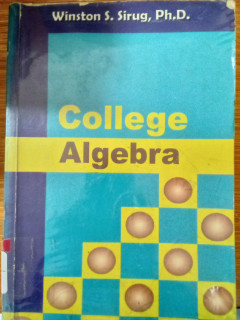 Winston S. Sirug, Ph.D.
College
Algebra